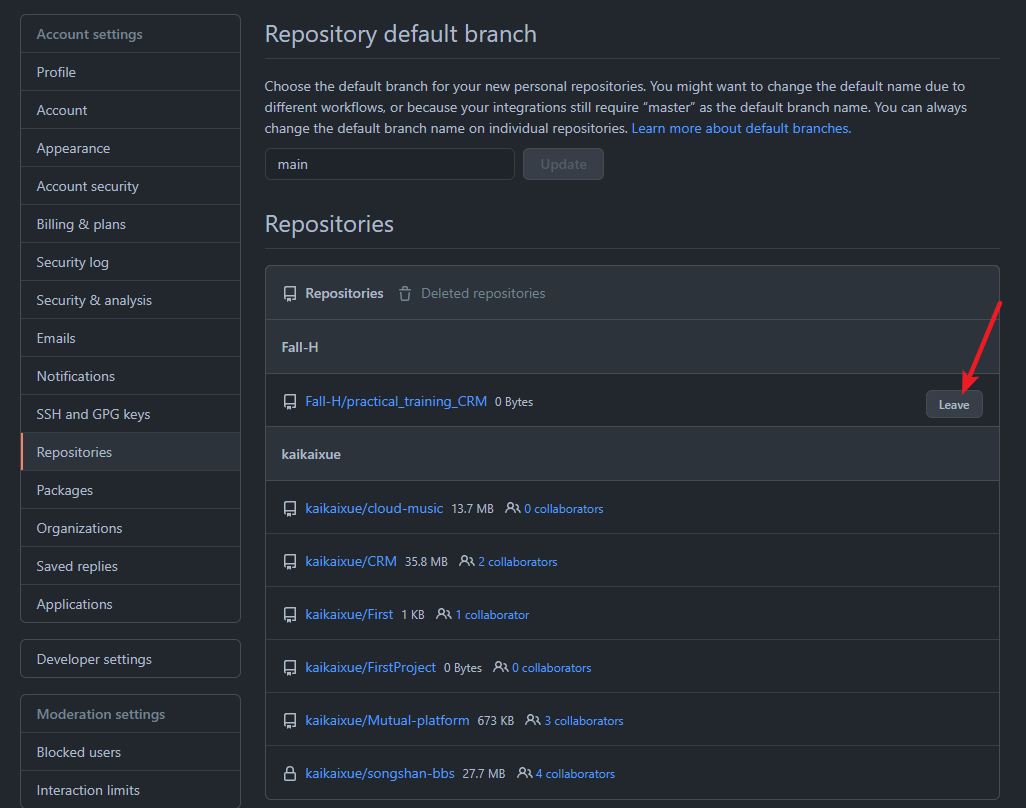 Account settings
Profile
Account
Appearance
Account security
Billing & plans
Security log
Security & analysis
Emails
Notifications
SSH and GPG keys
Repositories
Packages
Organizations
Saved replies
Applications
Developer settings
Moderation settings
Blocked users
Interaction limits
Repository default branch
Choose the default branch for your new personal repositories. You might want to change the default name due to
different workflows, or because your integrations still require “master” as the default branch name. You can always
change the default branch name on individual repositories. Learn more about default branches.
main Update
Repositories
Repositories Deleted repositories
Fall-H
Fall-H/practical_training_CRM 0 Bytes Leave
kaikaixue
kaikaixue/cloud-music 13.7 MB 0 collaborators
kaikaixue/CRM 35.8 MB 2 collaborators
kaikaixue/First 1 KB 1 collaborator
kaikaixue/FirstProject 0 Bytes 0 collaborators
kaikaixue/Mutual-platform 673 KB 3 collaborators
kaikaixue/songshan-bbs 27.7 MB 4 collaborators